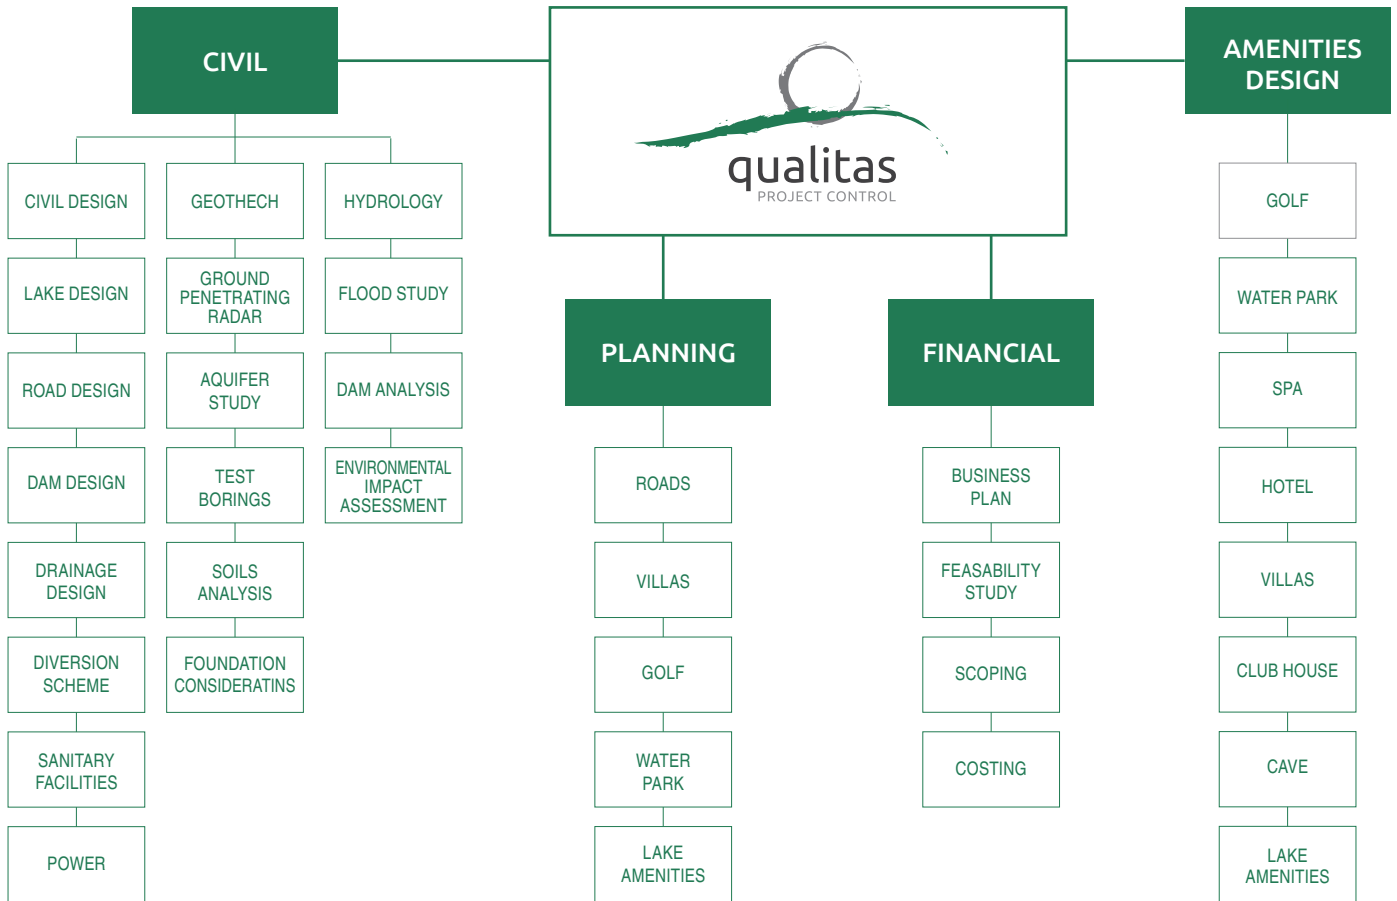 CIVIL
qualitas
PROJECT CONTROL
AMENITIES
DESIGN
CIVIL DESIGN
LAKE DESIGN
ROAD DESIGN
DAM DESIGN
DRAINAGE
DESIGN
DIVERSION
SCHEME
SANITARY
FACILITIES
POWER
GEOTHECH
GROUND
PENETRATING
RADAR
AQUIFER
STUDY
TEST
BORINGS
SOILS
ANALYSIS
FOUNDATION
CONSIDERATINS
HYDROLOGY
FLOOD STUDY
DAM ANALYSIS
ENVIRONMENTAL
IMPACT
ASSESSMENT
PLANNING
ROADS
VILLAS
GOLF
WATER
PARK
LAKE
AMENITIES
FINANCIAL
BUSINESS
PLAN
FEASABILITY
STUDY
SCOPING
COSTING
GOLF
WATER PARK
SPA
HOTEL
VILLAS
CLUB HOUSE
CAVE
LAKE
AMENITIES